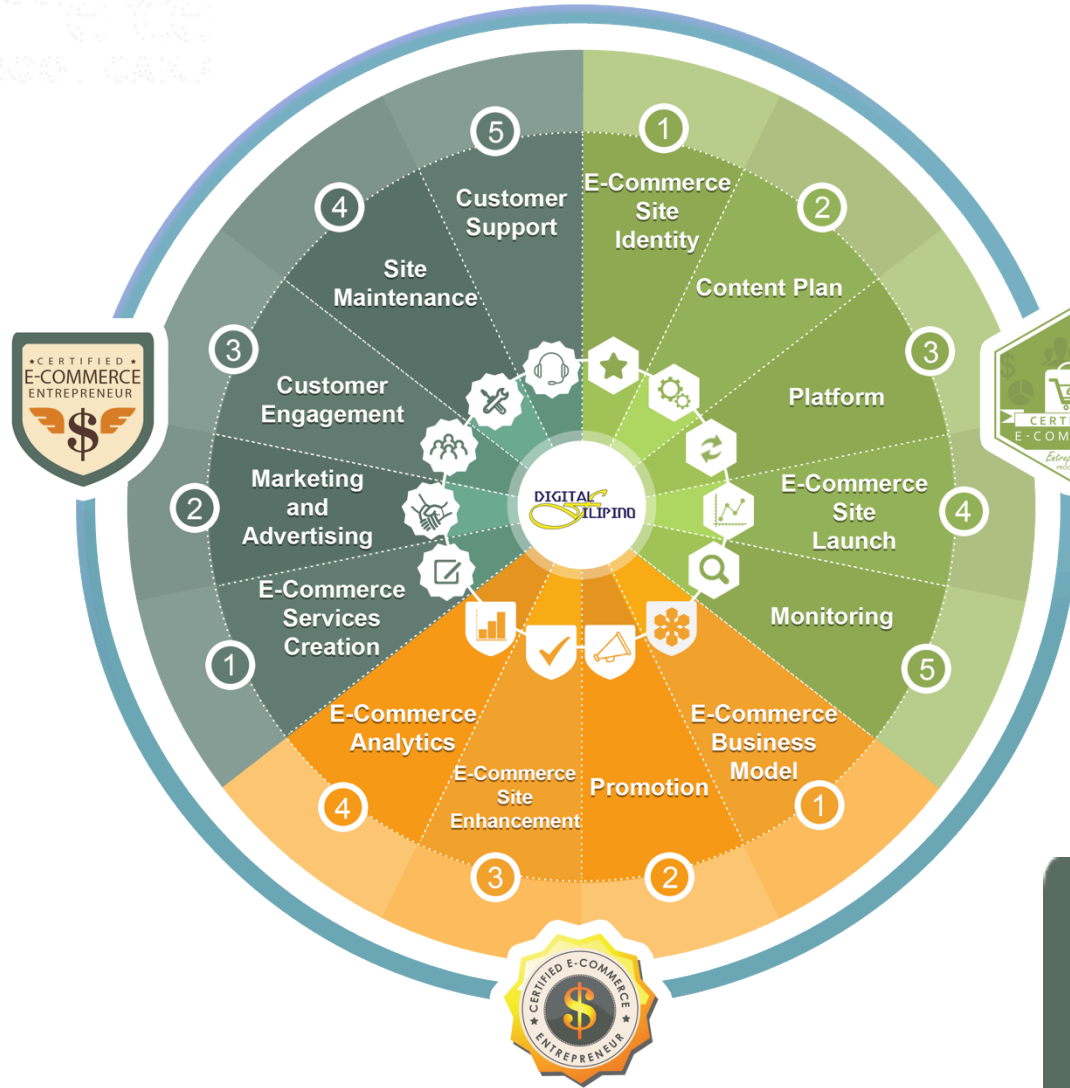 1
E-Commerce
Site
Identity
2
Content Plan
3
Platform
4
E-Commerce
Site
Launch
5
Monitoring
1
E-Commerce
Business
Model
2
Promotion
3
E-Commerce
Site
Enhancement
4
E-Commerce
Analytics
1
E-Commerce
Services
Creation
2
Marketing
and
Advertising
3
Customer
Engagement
4
Site
Maintenance
5
Customer
Support
DIGITAL
FILIPINO
CERTIFIED
E-COMMERCE
ENTREPRENEUR
$
CERTIFIED E-COMMERCE
ENTREPRENEUR
$